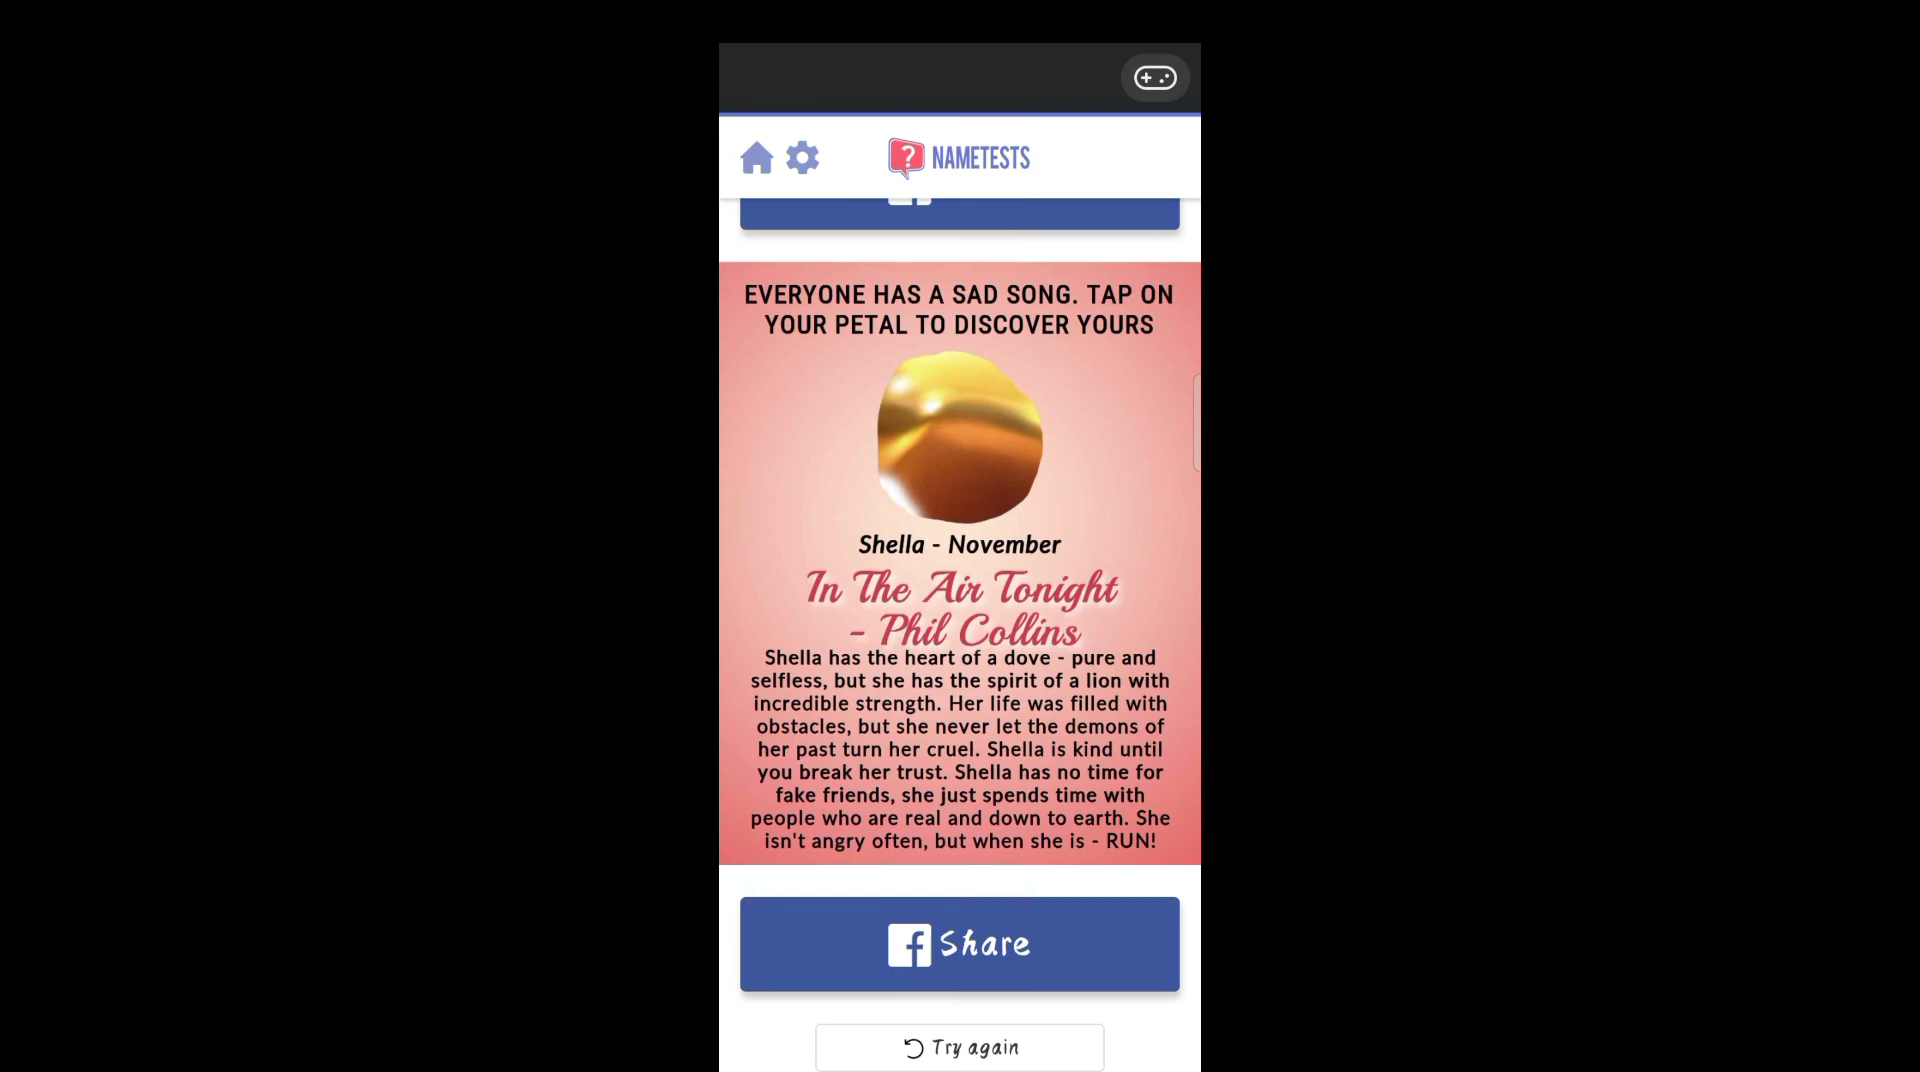 NAMETESTS
EVERYONE HAS A SAD SONG. TAP ON
YOUR PETAL TO DISCOVER YOURS
Shella - November
In The Air Tonight
- Phil Collins
Shella has the heart of a dove - pure and
selfless, but she has the spirit of a lion with
incredible strength. Her life was filled with
obstacles, but she never let the demons of
her past turn her cruel. Shella is kind until
you break her trust. Shella has no time for
fake friends, she just spends time with
people who are real and down to earth. She
isn't angry often, but when she is - RUN!
Share
Try again